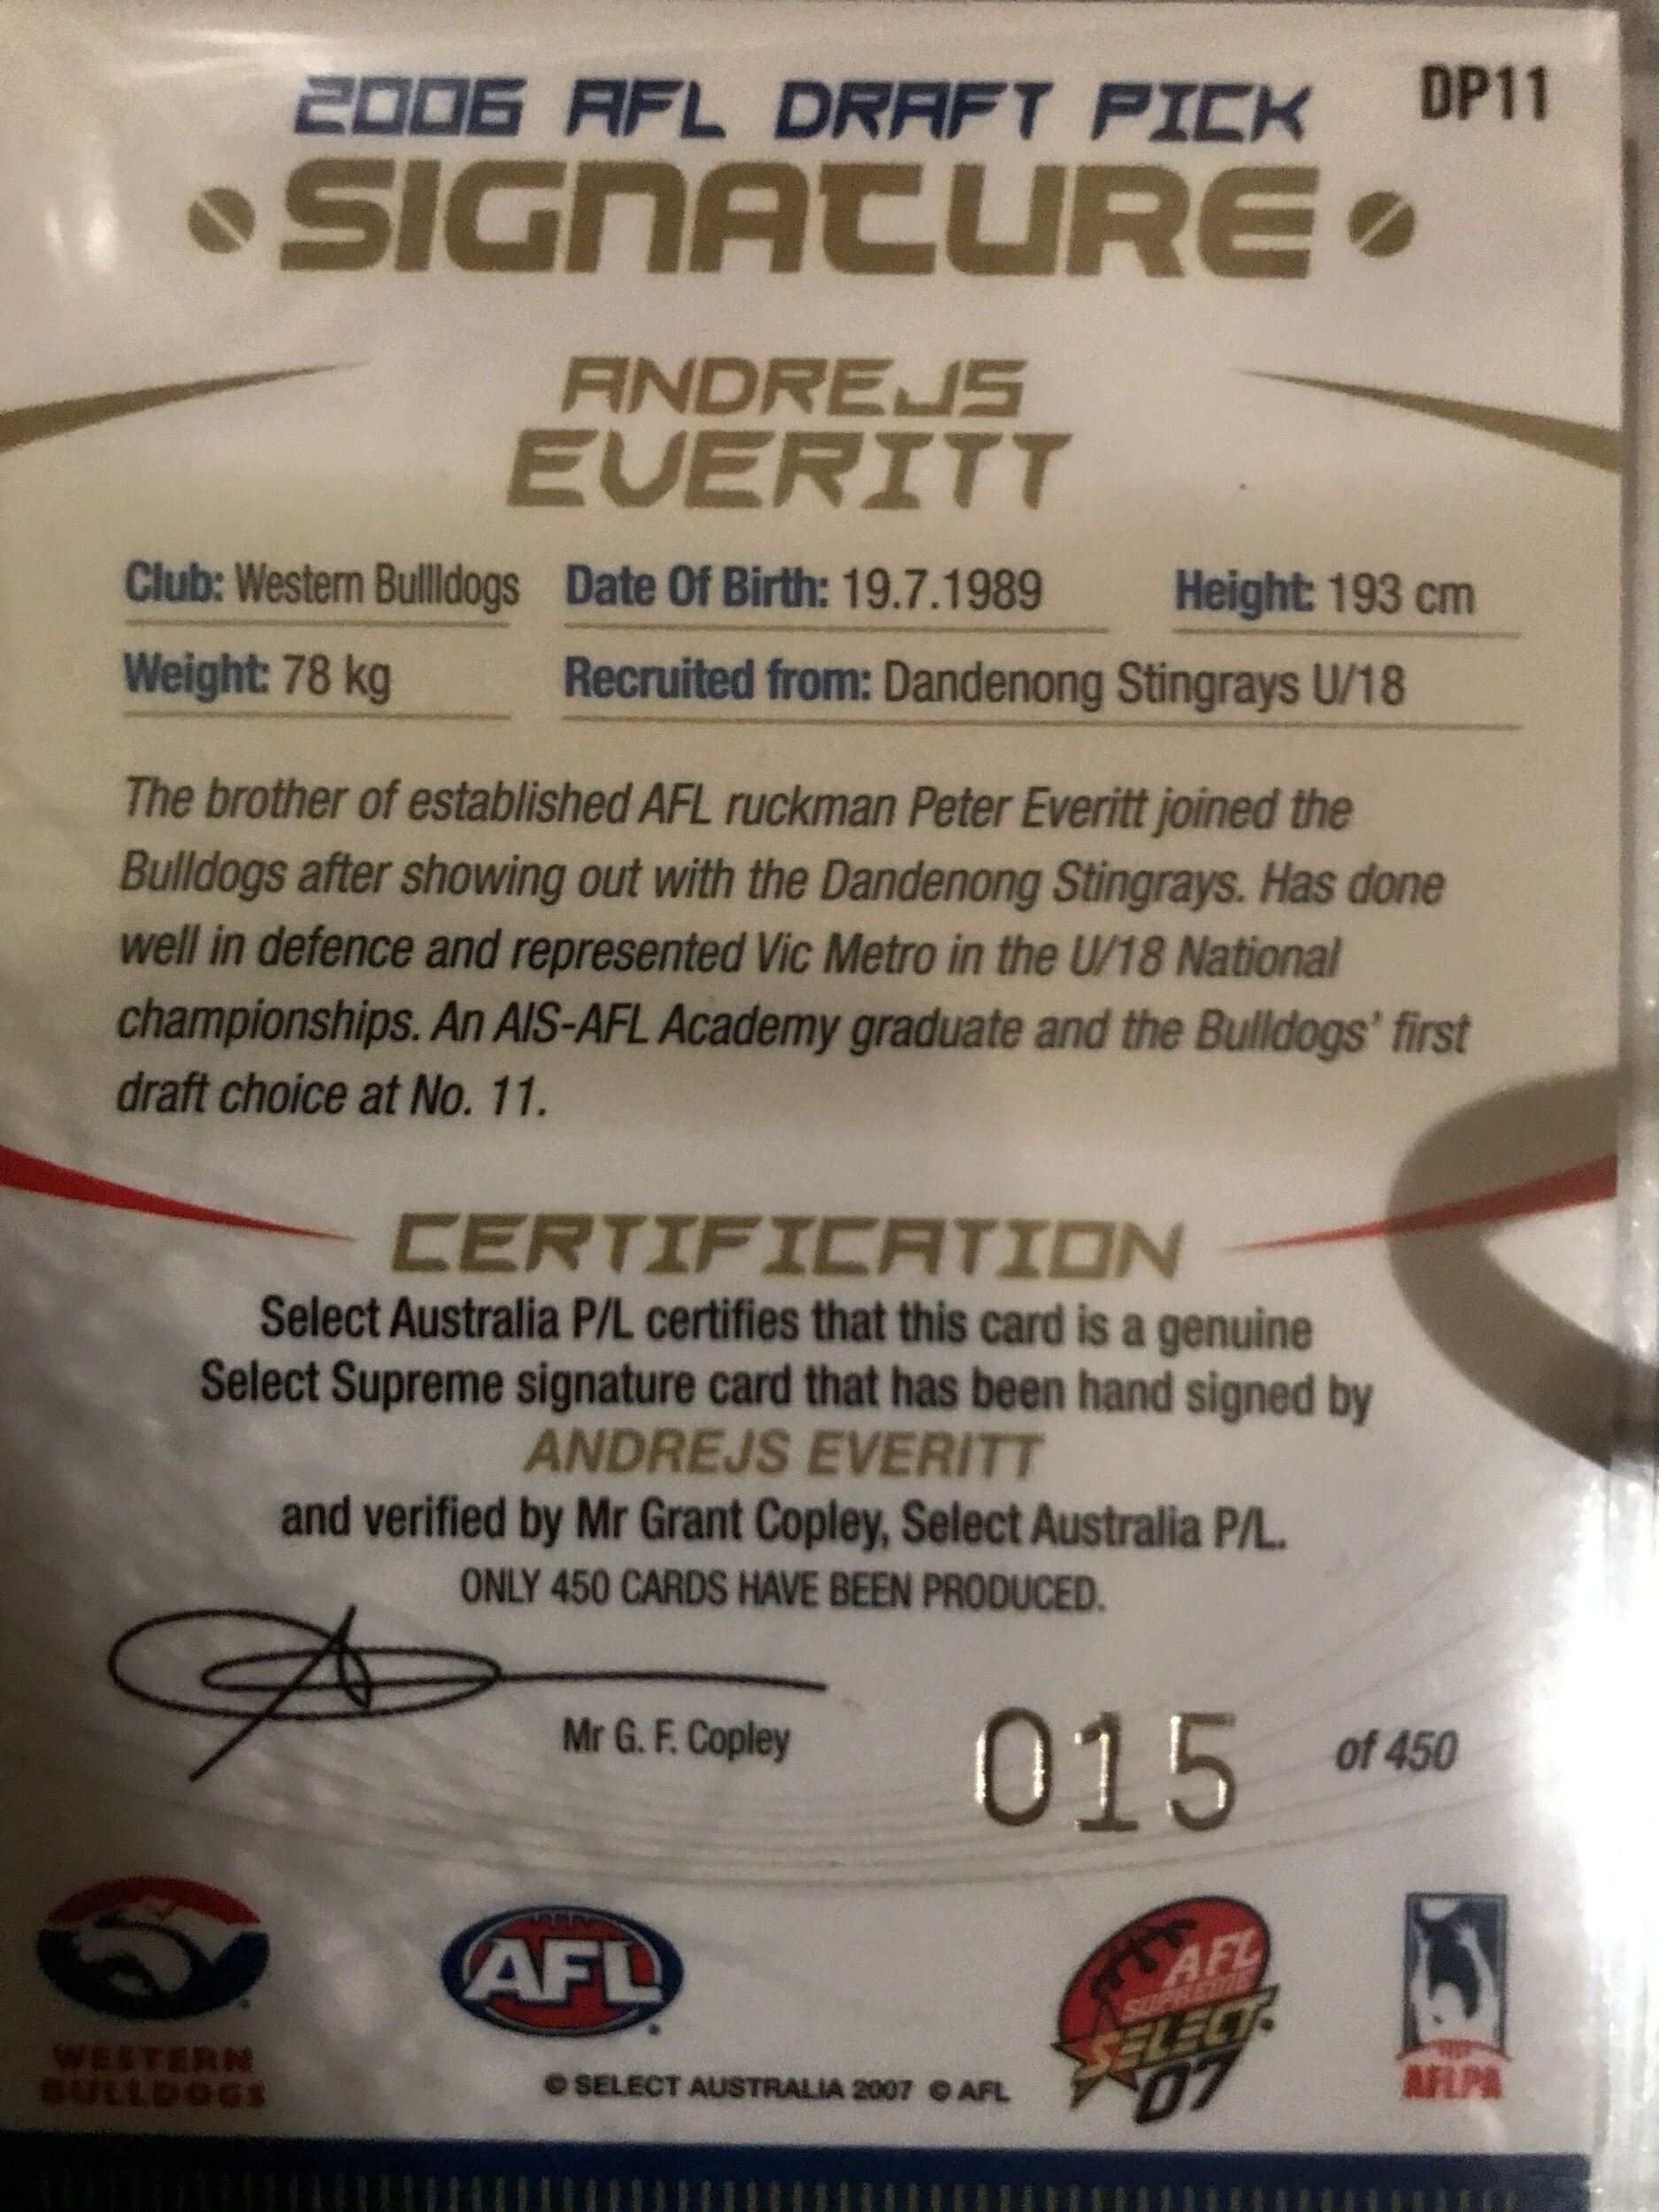 2006 AFL DRAFT PICK
DP11
SIGNATURE
ANDREJS
EVERITT
Club: Western Bullldogs Date Of Birth: 19.7.1989 Height: 193 cm
Weight: 78 kg Recruited from: Dandenong Stingrays U/18
The brother of established AFL ruckman Peter Everitt joined the
Bulldogs after showing out with the Dandenong Stingrays. Has done
well in defence and represented Vic Metro in the U/18 National
championships. An AIS-AFL Academy graduate and the Bulldogs' first
draft choice at No. 11.
CERTIFICATION
Select Australia P/L certifies that this card is a genuine
Select Supreme signature card that has been hand signed by
ANDREJS EVERITT
and verified by Mr Grant Copley, Select Australia P/L.
ONLY 450 CARDS HAVE BEEN PRODUCED.
Mr G. F. Copley
015 of 450
WESTERN
BULLDOGS
AFL
AFL
SUPREME
SELECT
07
AFLPA
© SELECT AUSTRALIA 2007 © AFL